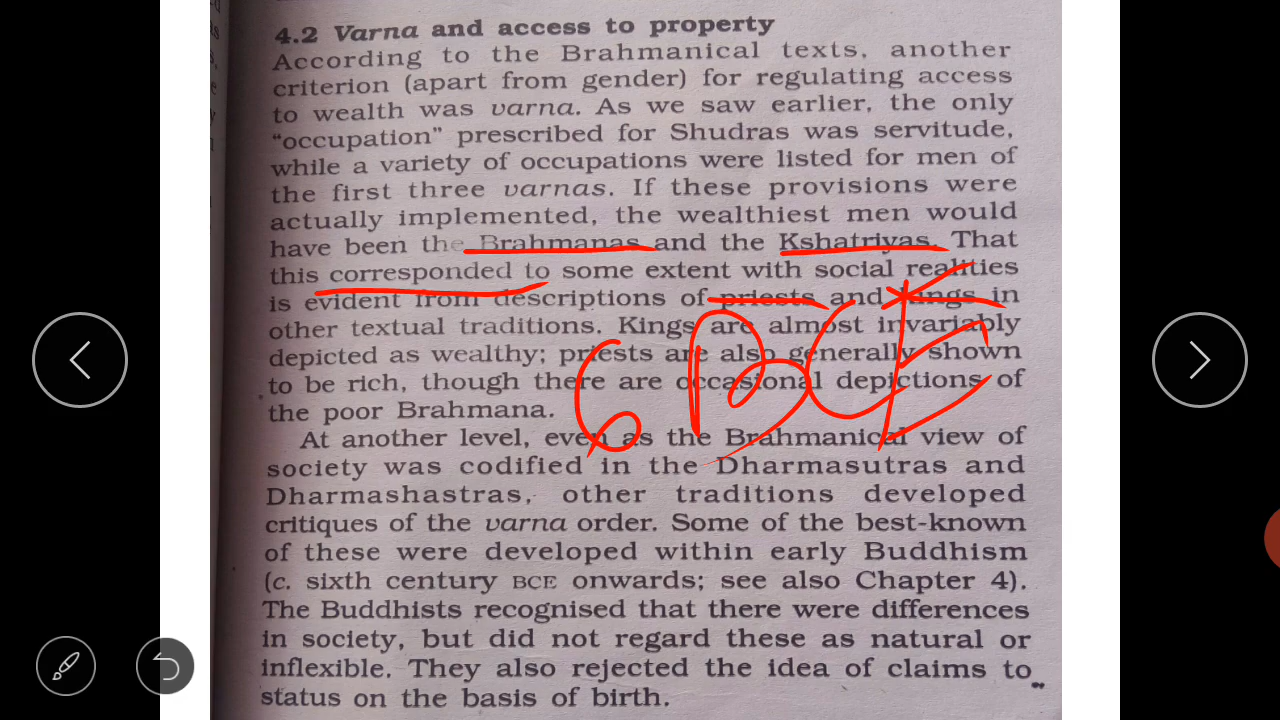 4.2 Varna and access to property
According to the Brahmanical texts, another
criterion (apart from gender) for regulating access
to wealth was varna. As we saw earlier, the only
“occupation” prescribed for Shudras was servitude,
while a variety of occupations were listed for men of
the first three varnas. If these provisions were
actually implemented, the wealthiest men would
have been the Brahmanas and the Kshatriyas. That
this corresponded to some extent with social realities
is evident from descriptions of priests and kings in
other textual traditions. Kings are almost invariably
depicted as wealthy; priests are also generally shown
to be rich, though there are occasional depictions of
the poor Brahmana.
6 BCE
At another level, even as the Brahmanical view of
society was codified in the Dharmasutras and
Dharmashastras, other traditions developed
critiques of the varna order. Some of the best-known
of these were developed within early Buddhism
(c. sixth century BCE onwards; see also Chapter 4).
The Buddhists recognised that there were differences
in society, but did not regard these as natural or
inflexible. They also rejected the idea of claims to
status on the basis of birth.